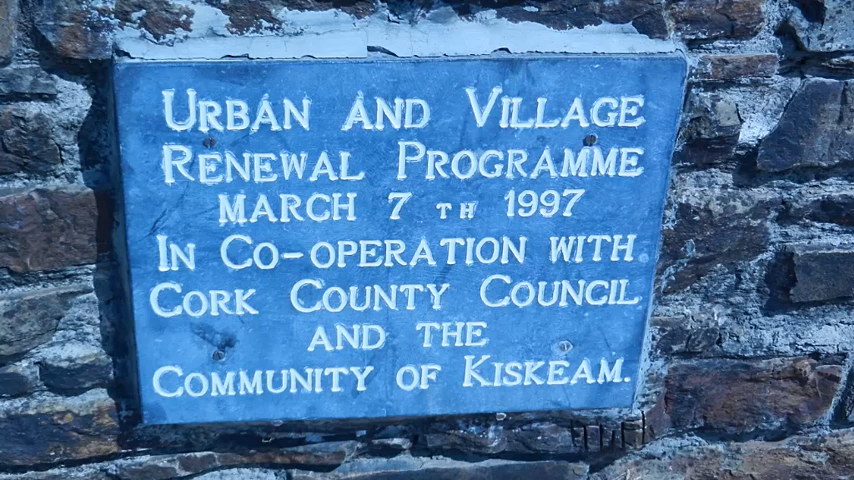 Urban and Village
Renewal Programme
March 7 th 1997
In Co-operation with
Cork County Council
and the
Community of Kiskeam.